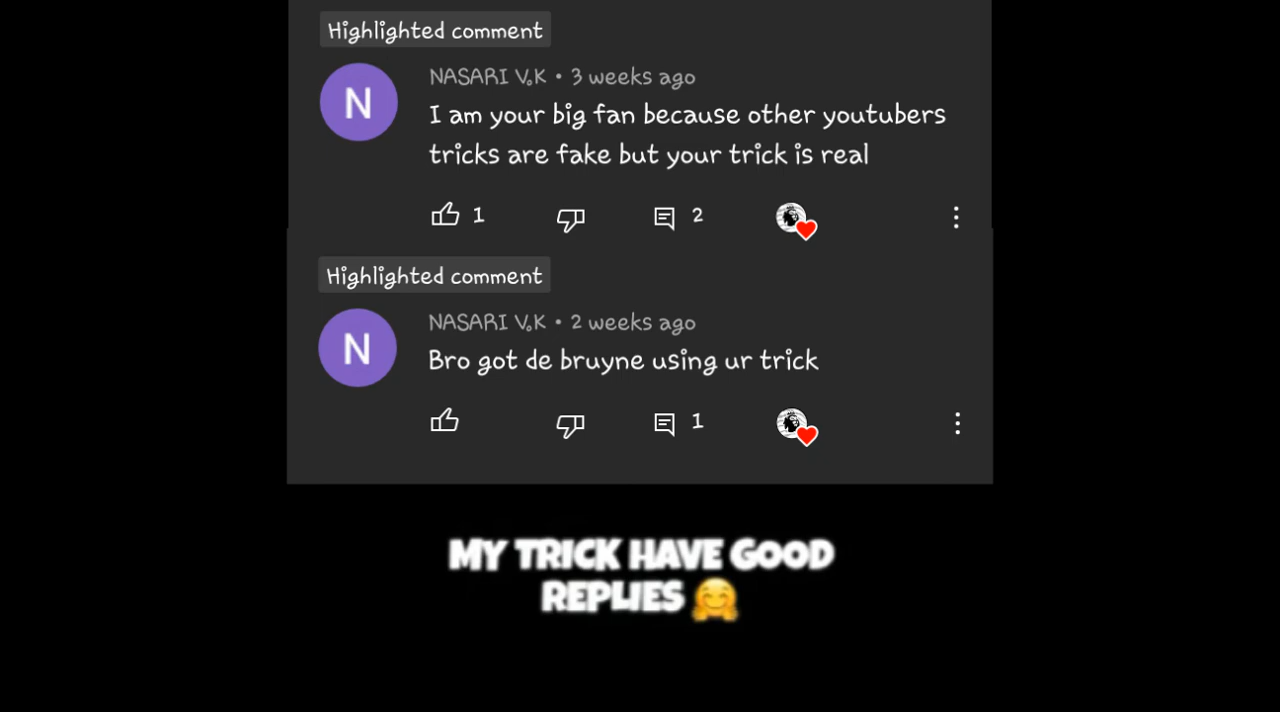 Highlighted comment
NASARI V.K • 3 weeks ago
N
I am your big fan because other youtubers
tricks are fake but your trick is real
1
2
Highlighted comment
NASARI V.K • 2 weeks ago
N
Bro got de bruyne using ur trick
1
MY TRICK HAVE GOOD
REPLIES 🤗